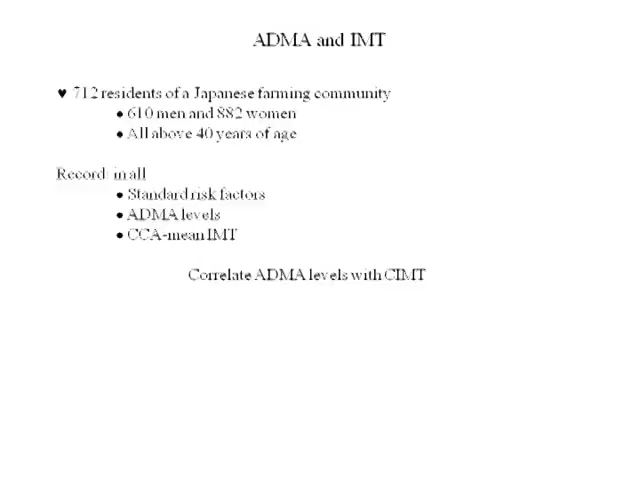 ADMA and IMT
♥ 712 residents of a Japanese farming community
● 610 men and 882 women
● All above 40 years of age
Record: in all
● Standard risk factors
● ADMA levels
● CCA-mean IMT
Correlate ADMA levels with CIMT